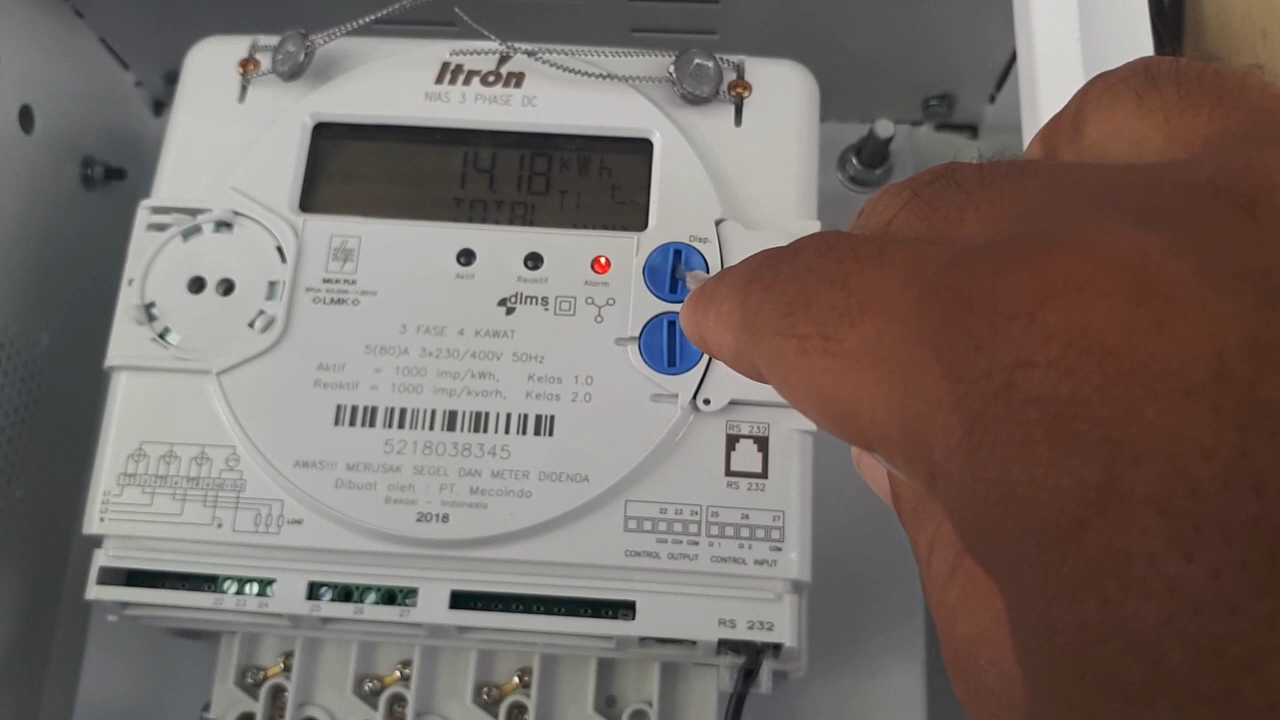 Itron
NIAS 3 PHASE DC
14.18 kWh
T1
TOTAL
Disp.
MILIK PLN
◇LMK◇
Aktif
Reaktif
Alarm
dlms
3 FASE 4 KAWAT
5(80)A 3x230/400V 50Hz
Aktif = 1000 imp/kWh, Kelas 1.0
Reaktif = 1000 imp/kvarh, Kelas 2.0
5218038345
AWAS!!! MERUSAK SEGEL DAN METER DIDENDA
Dibuat oleh : PT. Mecoindo
Bekasi - Indonesia
2018
LOAD
RS 232
RS 232
22 23 24
25 26 27
CONTROL OUTPUT
CONTROL INPUT
22 23 24
25 26 27
RS 232